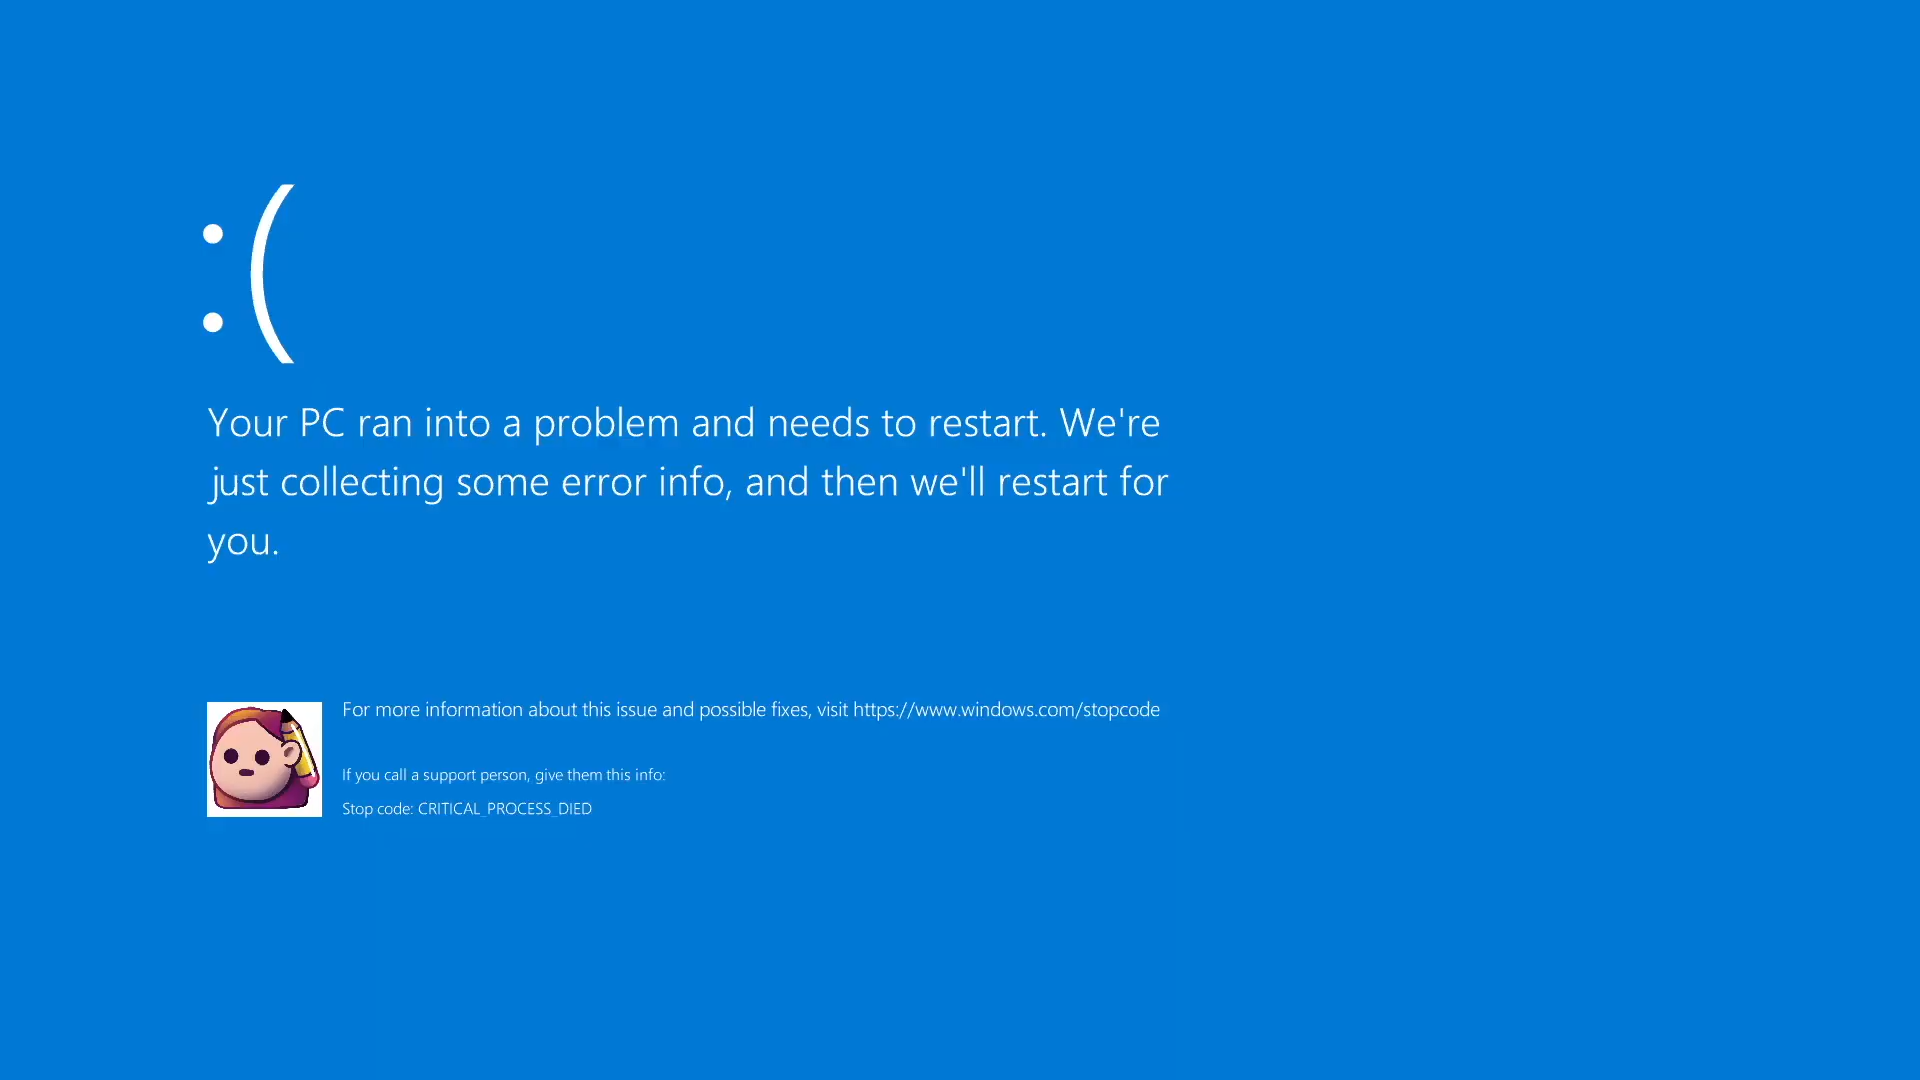 :(
Your PC ran into a problem and needs to restart. We're
just collecting some error info, and then we'll restart for
you.
For more information about this issue and possible fixes, visit https://www.windows.com/stopcode
If you call a support person, give them this info:
Stop code: CRITICAL_PROCESS_DIED